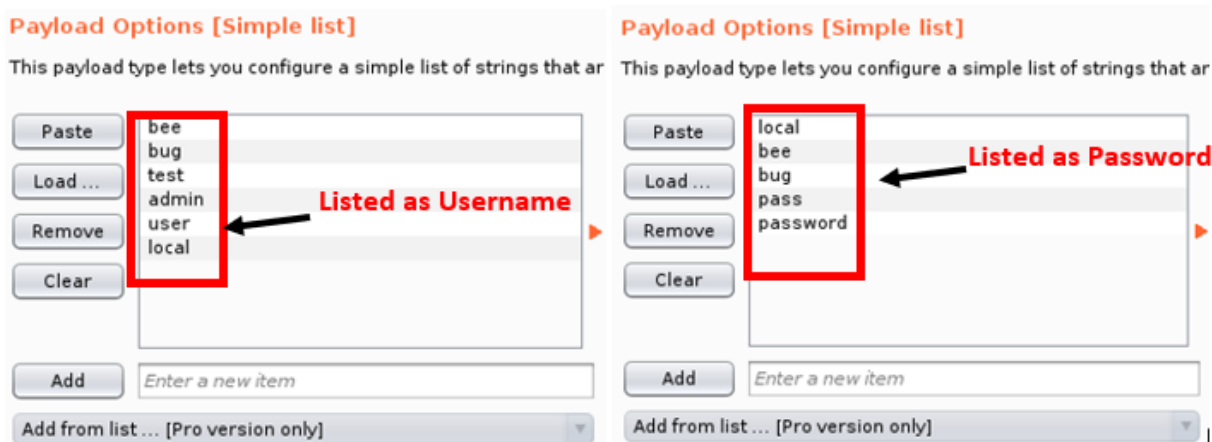 Payload Options [Simple list]
This payload type lets you configure a simple list of strings that ar
Paste
Load ...
Remove
Clear
bee
bug
test
admin
user
local
Listed as Username
Add
Enter a new item
Add from list ... [Pro version only]
Payload Options [Simple list]
This payload type lets you configure a simple list of strings that ar
Paste
Load ...
Remove
Clear
local
bee
bug
pass
password
Listed as Password
Add
Enter a new item
Add from list ... [Pro version only]